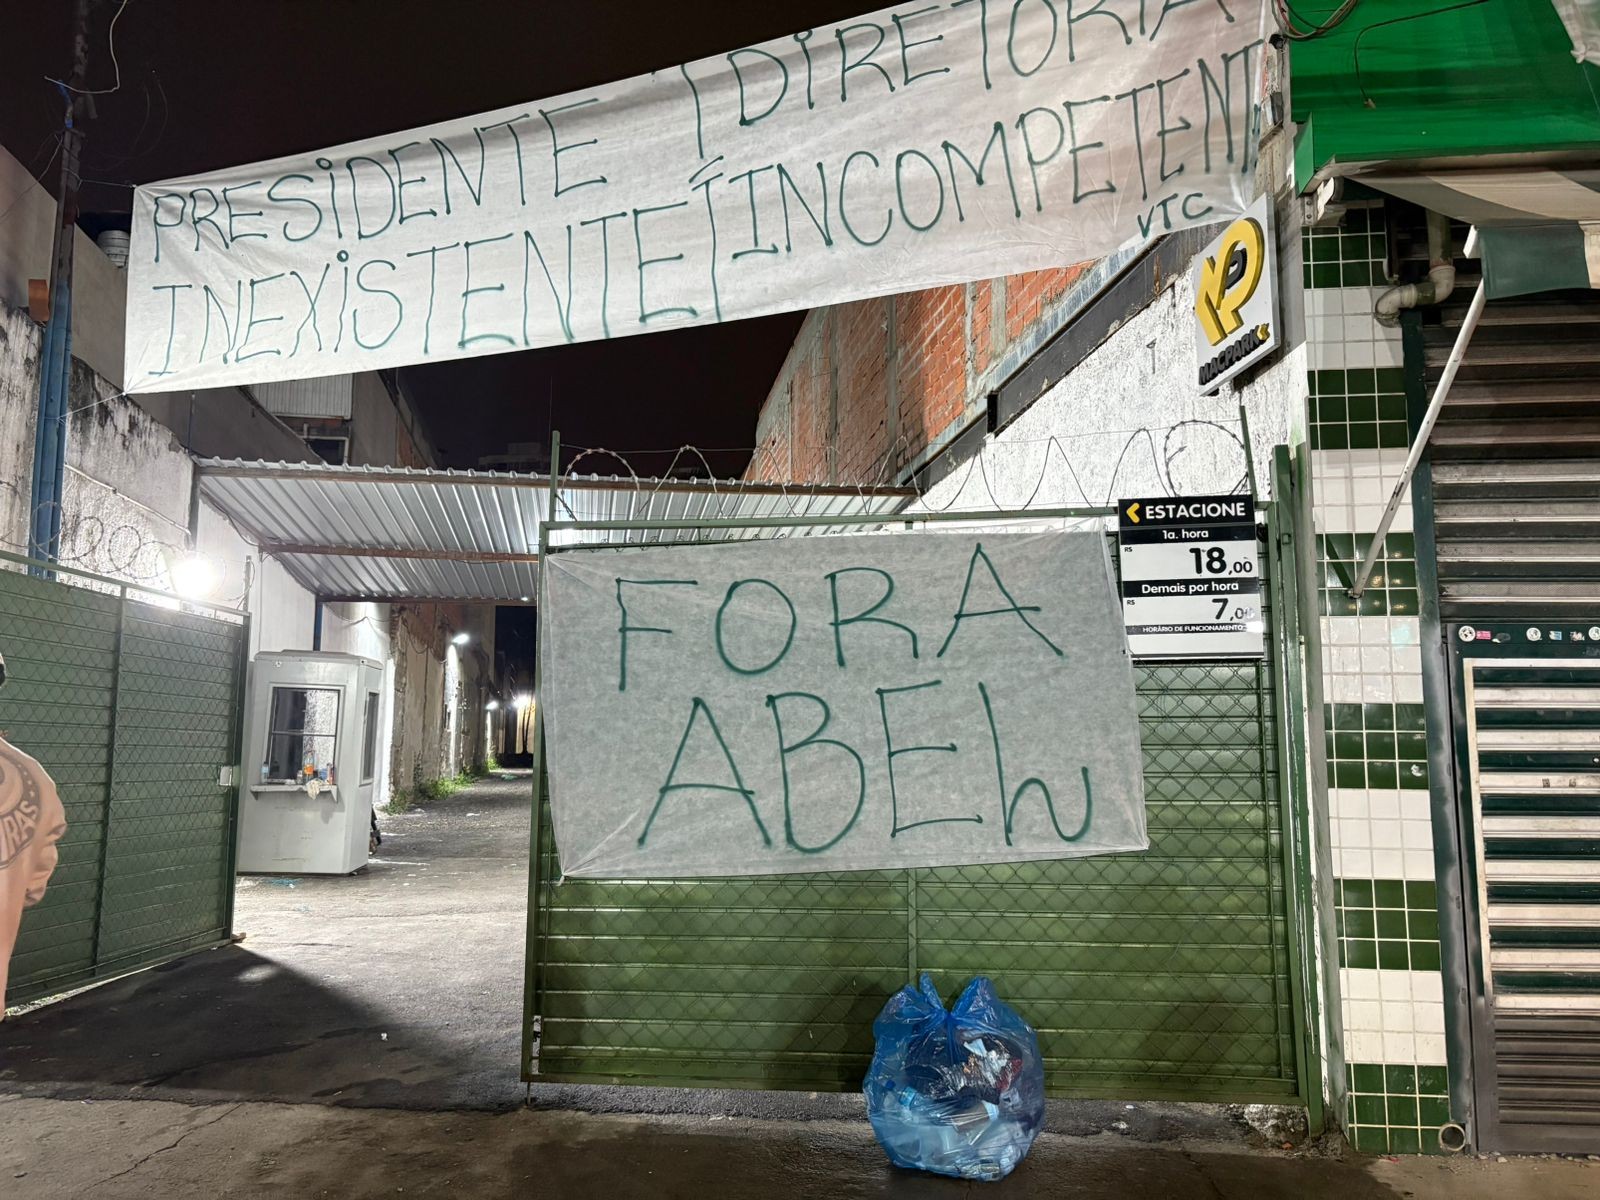 PRESIDENTE | DIRETORIA
INEXISTENTE | INCOMPETENT
VTC
MACPARK
ESTACIONE
1a. hora
R$ 18,00
Demais por hora
R$ 7,00
HORÁRIO DE FUNCIONAMENTO
FORA
ABEL